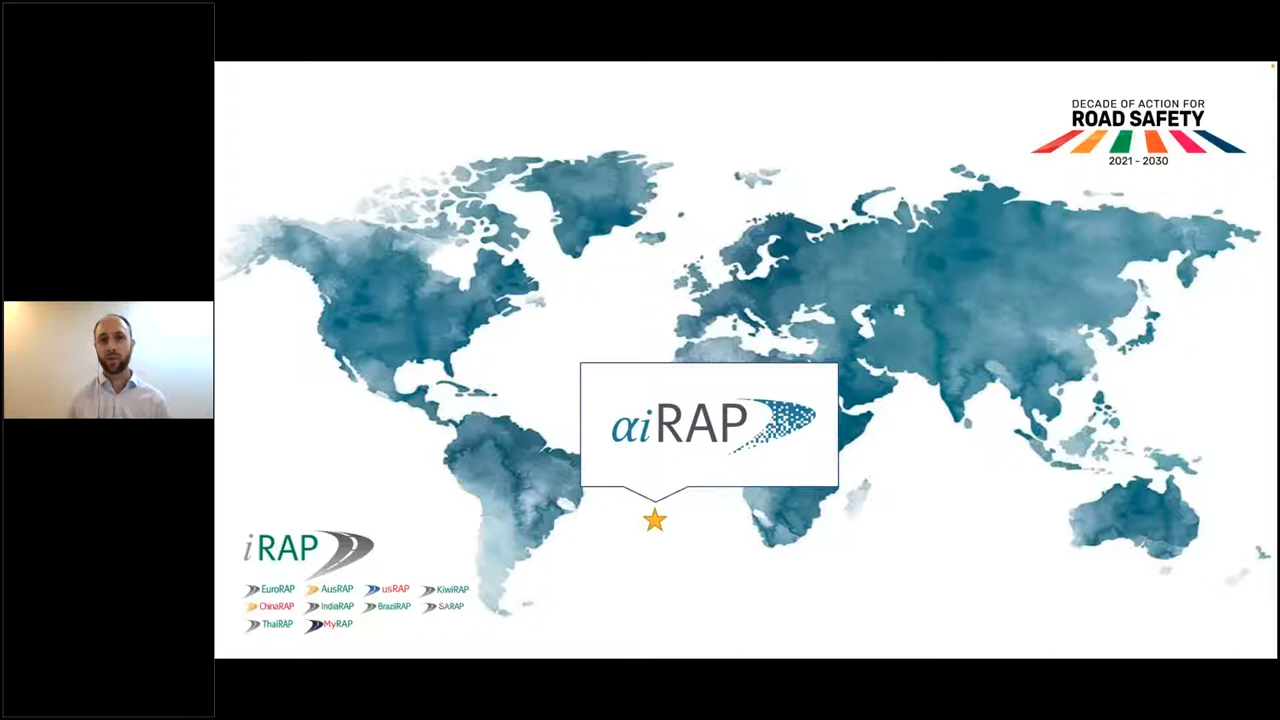 DECADE OF ACTION FOR
ROAD SAFETY
2021 - 2030
αiRAP
iRAP
EuroRAP AusRAP usRAP KiwiRAP
ChinaRAP IndiaRAP BrazilRAP SARAP
ThaiRAP MyRAP